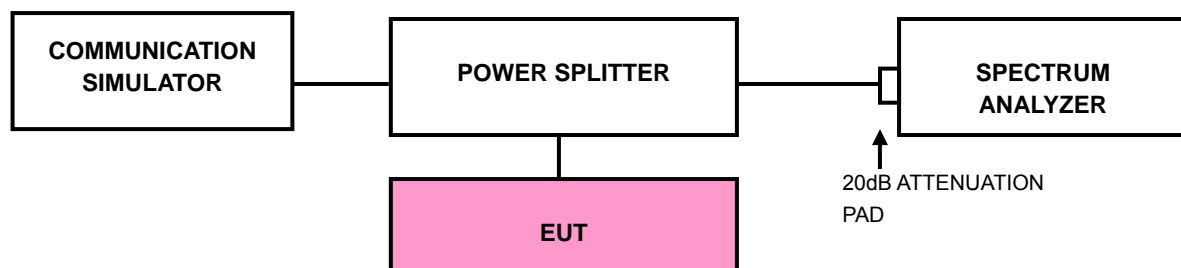 COMMUNICATION
SIMULATOR
POWER SPLITTER
SPECTRUM
ANALYZER
20dB ATTENUATION
PAD
EUT